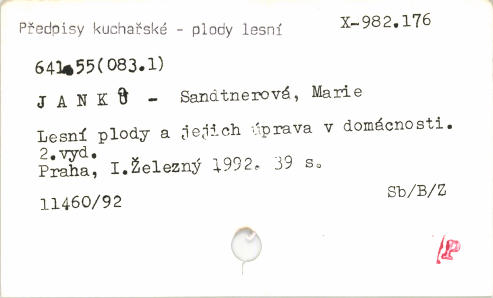 Předpisy kuchařské - plody lesní
X-982.176
641.55(083.1)
J A N K Ů - Sandtnerová, Marie
Lesní plody a jejich úprava v domácnosti.
2.vyd.
Praha, I.Železný 1992. 39 s.
11460/92
Sb/B/Z
/P